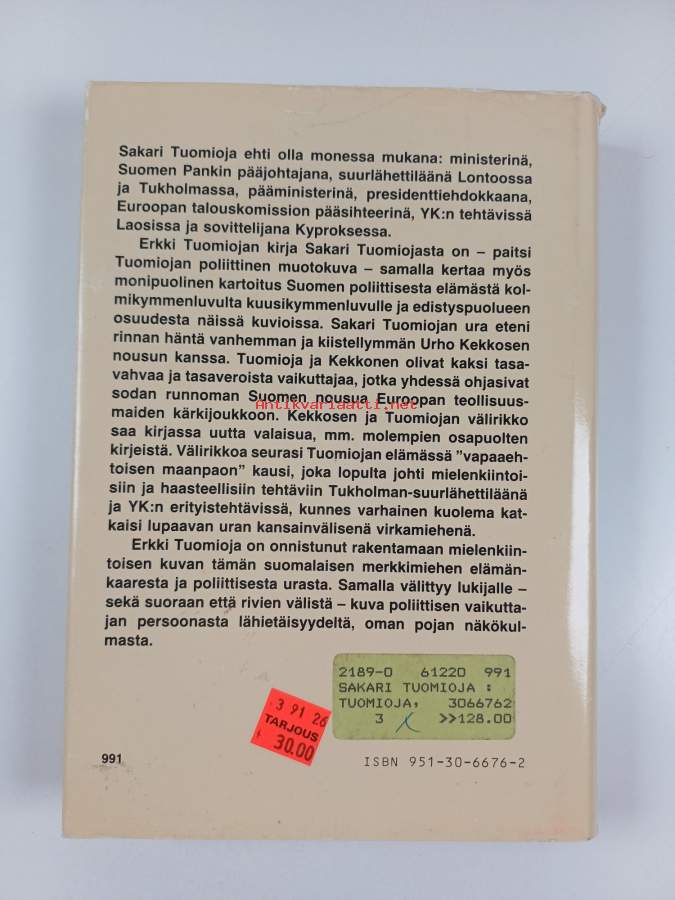 Sakari Tuomioja ehti olla monessa mukana: ministerinä,
Suomen Pankin pääjohtajana, suurlähettiläänä Lontoossa
ja Tukholmassa, pääministerinä, presidenttiehdokkaana,
Euroopan talouskomission pääsihteerinä, YK:n tehtävissä
Laosissa ja sovittelijana Kyproksessa.
Erkki Tuomiojan kirja Sakari Tuomiojasta on – paitsi
Tuomiojan poliittinen muotokuva – samalla kertaa myös
monipuolinen kartoitus Suomen poliittisesta elämästä kol-
mikymmenluvulta kuusikymmenluvulle ja edistyspuolueen
osuudesta näissä kuvioissa. Sakari Tuomiojan ura eteni
rinnan häntä vanhemman ja kiistellymmän Urho Kekkosen
nousun kanssa. Tuomioja ja Kekkonen olivat kaksi tasa-
vahvaa ja tasaveroista vaikuttajaa, jotka yhdessä ohjasivat
sodan runnoman Suomen nousua Euroopan teollisuus-
maiden kärkijoukkoon. Kekkosen ja Tuomiojan välirikko
saa kirjassa uutta valaisua, mm. molempien osapuolten
kirjeistä. Välirikkoa seurasi Tuomiojan elämässä ”vapaaeh-
toisen maanpaon” kausi, joka lopulta johti mielenkiintoi-
siin ja haasteellisiin tehtäviin Tukholman-suurlähettiläänä
ja YK:n erityistehtävissä, kunnes varhainen kuolema kat-
kaisi lupaavan uran kansainvälisenä virkamiehenä.
Erkki Tuomioja on onnistunut rakentamaan mielenkiin-
toisen kuvan tämän suomalaisen merkkimiehen elämän-
kaaresta ja poliittisesta urasta. Samalla välittyy lukijalle –
sekä suoraan että rivien välistä – kuva poliittisen vaikutta-
jan persoonasta lähietäisyydeltä, oman pojan näkökul-
masta.
Antikvariaatti.net
2189-0 61220 991
SAKARI TUOMIOJA :
TUOMIOJA, 3066762
3 >>128.00
3 91 26
TARJOUS
30.00
991
ISBN 951-30-6676-2